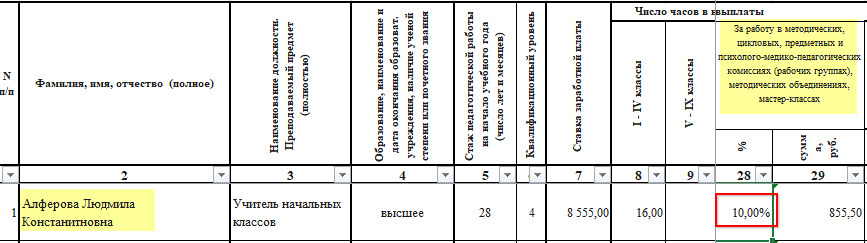 Число часов в выплаты
N
п/п
Фамилия, имя, отчество (полное)
Наименование должности.
Преподаваемый предмет
(полностью)
Образование, наименование и
дата окончания образоват.
учреждения, наличие ученой
степени или почетного звания
Стаж педагогической работы
на начало учебного года
(число лет и месяцев)
Квалификационный уровень
Ставка заработной платы
I - IV классы
V - IX классы
За работу в методических,
цикловых, предметных и
психолого-медико-педагогических
комиссиях (рабочих группах),
методических объединениях,
мастер-классах
%
сумм
а,
руб.
2
3
4
5
7
8
9
28
29
1
Алферова Людмила
Константиновна
Учитель начальных
классов
высшее
28
4
8 555,00
16,00
10,00%
855,50